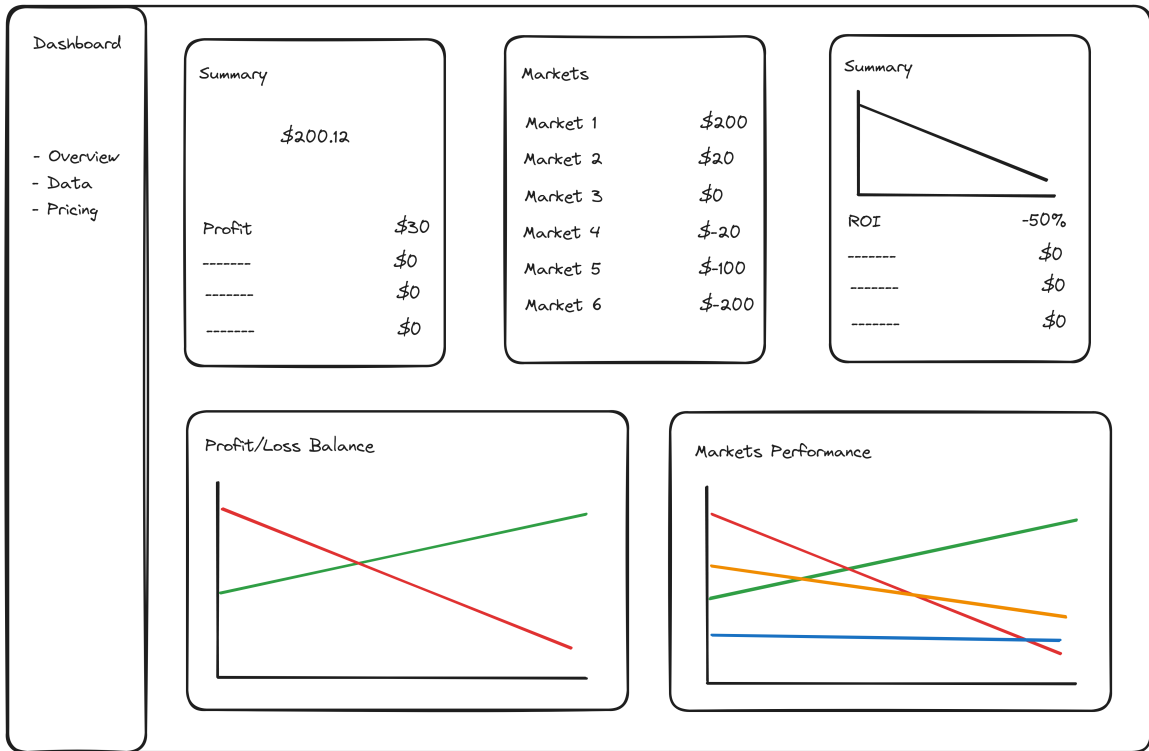 Dashboard
- Overview
- Data
- Pricing
Summary
$200.12
Profit $30
------- $0
------- $0
------- $0
Markets
Market 1 $200
Market 2 $20
Market 3 $0
Market 4 $-20
Market 5 $-100
Market 6 $-200
Summary
ROI -50%
------- $0
------- $0
------- $0
Profit/Loss Balance
Markets Performance